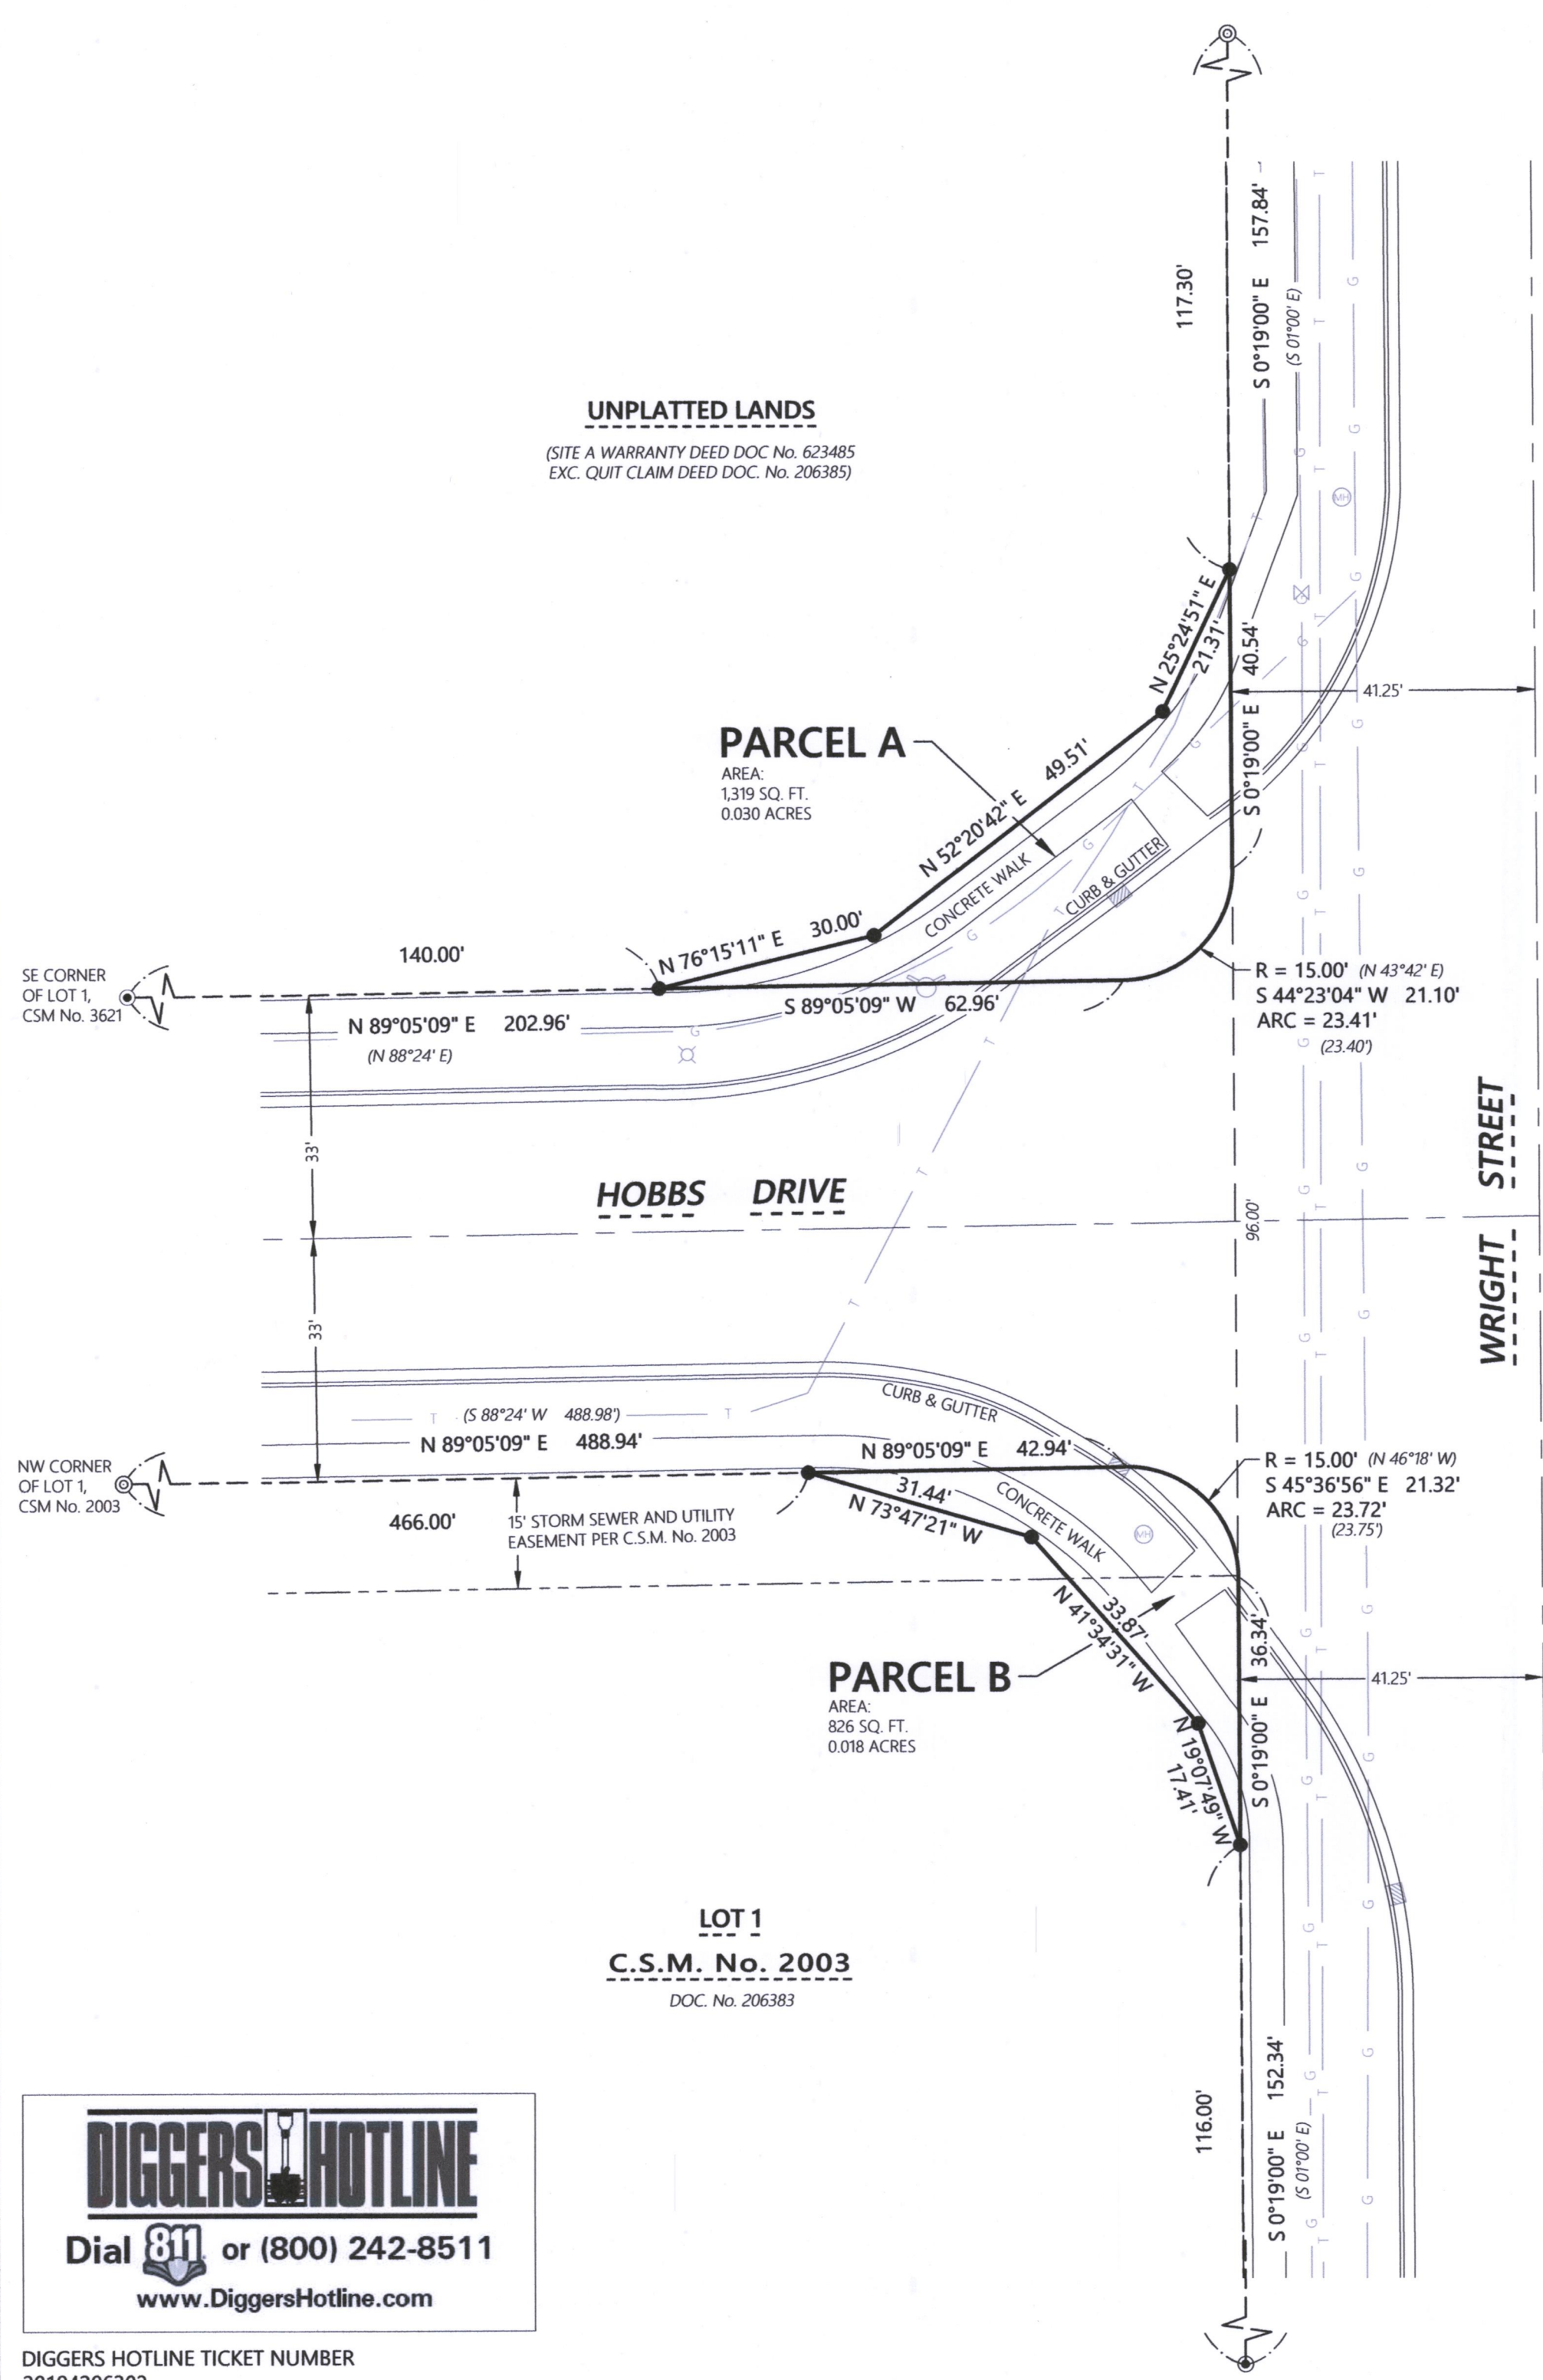 157.84'
S 0°19'00" E
(S 01°00' E)
117.30'
UNPLATTED LANDS
(SITE A WARRANTY DEED DOC No. 623485
EXC. QUIT CLAIM DEED DOC. No. 206385)
MH
N 25°24'51" E
21.31'
40.54'
S 0°19'00" E
41.25'
PARCEL A
AREA:
1,319 SQ. FT.
0.030 ACRES
49.51'
N 52°20'42" E
CONCRETE WALK
CURB & GUTTER
N 76°15'11" E 30.00'
140.00'
SE CORNER
OF LOT 1,
CSM No. 3621
S 89°05'09" W 62.96'
N 89°05'09" E 202.96'
(N 88°24' E)
R = 15.00' (N 43°42' E)
S 44°23'04" W 21.10'
ARC = 23.41'
(23.40')
33'
HOBBS DRIVE
96.00'
WRIGHT STREET
33'
CURB & GUTTER
(S 88°24' W 488.98')
N 89°05'09" E 488.94'
N 89°05'09" E 42.94'
R = 15.00' (N 46°18' W)
S 45°36'56" E 21.32'
ARC = 23.72'
(23.75')
NW CORNER
OF LOT 1,
CSM No. 2003
466.00'
15' STORM SEWER AND UTILITY
EASEMENT PER C.S.M. No. 2003
31.44'
N 73°47'21" W
CONCRETE WALK
MH
33.87'
N 41°34'31" W
36.34'
S 0°19'00" E
41.25'
PARCEL B
AREA:
826 SQ. FT.
0.018 ACRES
N 19°07'49" W
17.41'
LOT 1
C.S.M. No. 2003
DOC. No. 206383
152.34'
S 0°19'00" E
(S 01°00' E)
116.00'
DIGGERS HOTLINE
Dial 811 or (800) 242-8511
www.DiggersHotline.com
DIGGERS HOTLINE TICKET NUMBER